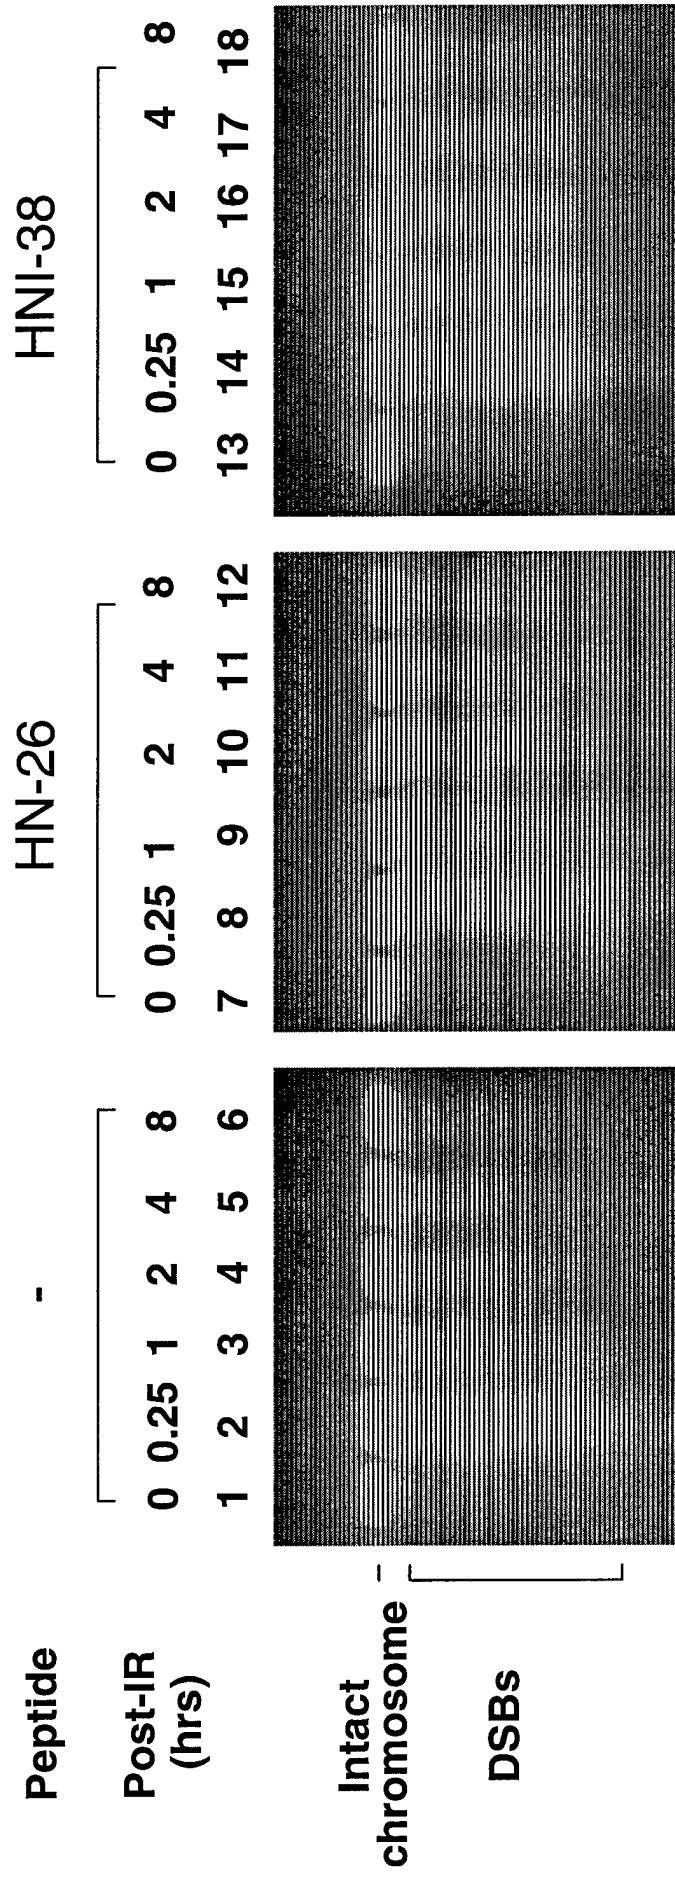 Peptide - HN-26 HNI-38
Post-IR (hrs) 0 0.25 1 2 4 8 0 0.25 1 2 4 8 0 0.25 1 2 4 8
1 2 3 4 5 6 7 8 9 10 11 12 13 14 15 16 17 18
Intact
chromosome
DSBs